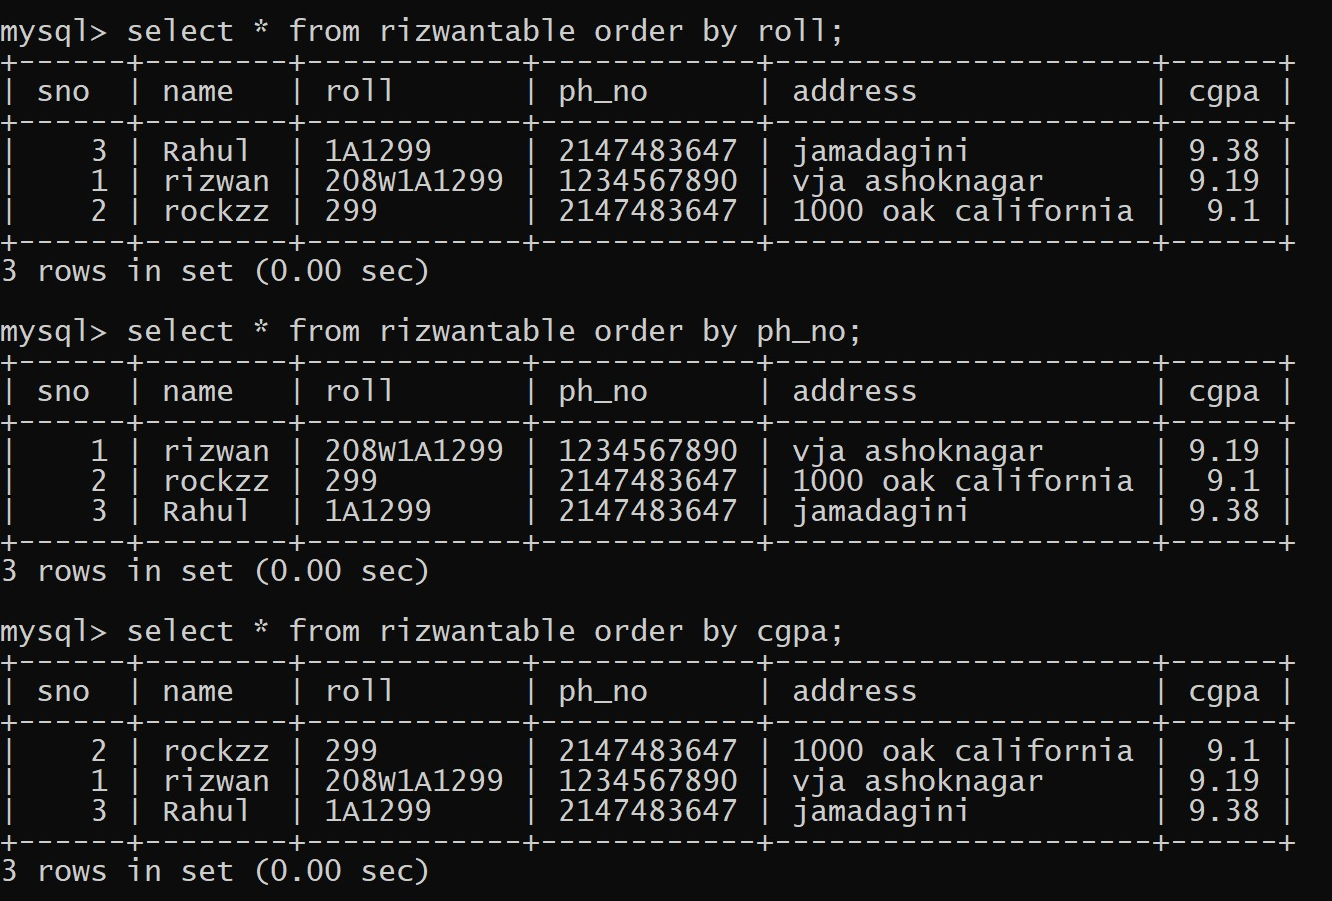 mysql> select * from rizwantable order by roll;
+------+--------+------------+------------+---------------------+------+
| sno  | name   | roll       | ph_no      | address             | cgpa |
+------+--------+------------+------------+---------------------+------+
|    3 | Rahul  | 1A1299     | 2147483647 | jamadagini          | 9.38 |
|    1 | rizwan | 208W1A1299 | 1234567890 | vja ashoknagar      | 9.19 |
|    2 | rockzz | 299        | 2147483647 | 1000 oak california |  9.1 |
+------+--------+------------+------------+---------------------+------+
3 rows in set (0.00 sec)

mysql> select * from rizwantable order by ph_no;
+------+--------+------------+------------+---------------------+------+
| sno  | name   | roll       | ph_no      | address             | cgpa |
+------+--------+------------+------------+---------------------+------+
|    1 | rizwan | 208W1A1299 | 1234567890 | vja ashoknagar      | 9.19 |
|    2 | rockzz | 299        | 2147483647 | 1000 oak california |  9.1 |
|    3 | Rahul  | 1A1299     | 2147483647 | jamadagini          | 9.38 |
+------+--------+------------+------------+---------------------+------+
3 rows in set (0.00 sec)

mysql> select * from rizwantable order by cgpa;
+------+--------+------------+------------+---------------------+------+
| sno  | name   | roll       | ph_no      | address             | cgpa |
+------+--------+------------+------------+---------------------+------+
|    2 | rockzz | 299        | 2147483647 | 1000 oak california |  9.1 |
|    1 | rizwan | 208W1A1299 | 1234567890 | vja ashoknagar      | 9.19 |
|    3 | Rahul  | 1A1299     | 2147483647 | jamadagini          | 9.38 |
+------+--------+------------+------------+---------------------+------+
3 rows in set (0.00 sec)